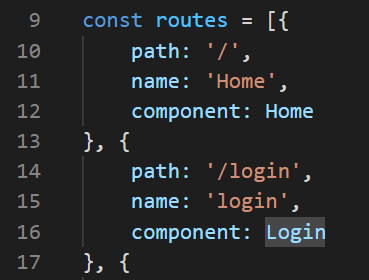 9 const routes = [{
10 path: '/',
11 name: 'Home',
12 component: Home
13 }, {
14 path: '/login',
15 name: 'login',
16 component: Login
17 }, {